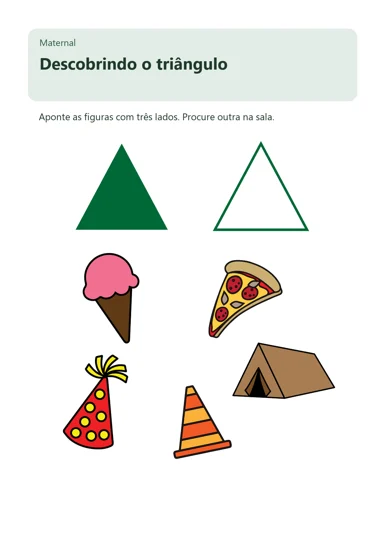 Maternal
Descobrindo o triângulo
Aponte as figuras com três lados. Procure outra na sala.